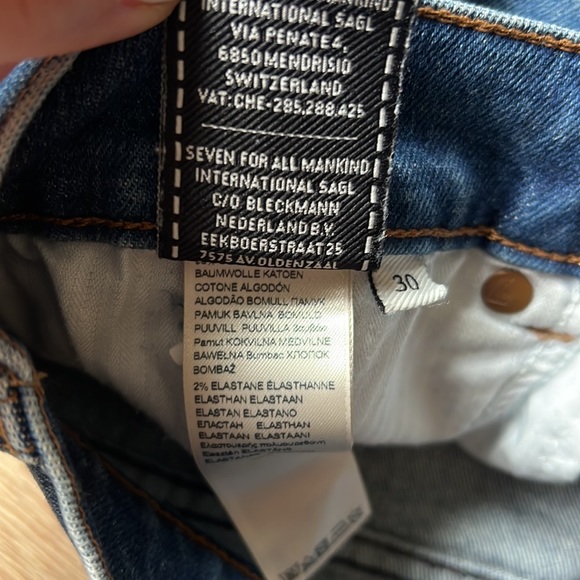 INTERNATIONAL SAGL
VIA PENATE 4,
6850 MENDRISIO
SWITZERLAND
VAT:CHE-285.288.425
SEVEN FOR ALL MANKIND
INTERNATIONAL SAGL
C/O BLECKMANN
NEDERLAND B.V.
EEKBOERSTRAAT 25
7575 AV OLDENZAAL
BAUMWOLLE KATOEN
COTONE ALGODÓN
ALGODÃO BOMULL ПАМУК
PAMUK BAVLNA BOMULD
PUUVILL PUUVILLA
Pamut KOKVILNA MEDVILNE
BAWEŁNA Bumbac ХЛОПОК
BOMBAŽ
2% ELASTANE ÉLASTHANNE
ELASTHAN ELASTAAN
ELASTAN ELASTANO
ЕЛАСТАН ELASTHAN
ELASTAAN ELASTAANI
30